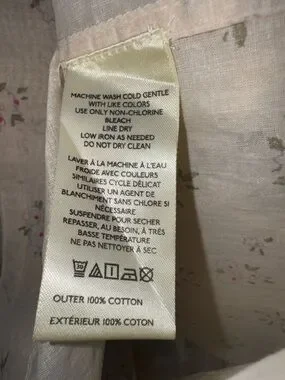 MACHINE WASH COLD GENTLE
WITH LIKE COLORS
USE ONLY NON-CHLORINE
BLEACH
LINE DRY
LOW IRON AS NEEDED
DO NOT DRY CLEAN
LAVER À LA MACHINE À L'EAU
FROIDE AVEC COULEURS
SIMILAIRES CYCLE DÉLICAT
UTILISER UN AGENT DE
BLANCHIMENT SANS CHLORE SI
NÉCESSAIRE
SUSPENDRE POUR SÉCHER
REPASSER, AU BESOIN, À TRÈS
BASSE TEMPÉRATURE
NE PAS NETTOYER À SEC
30
OUTER 100% COTTON
EXTÉRIEUR 100% COTON